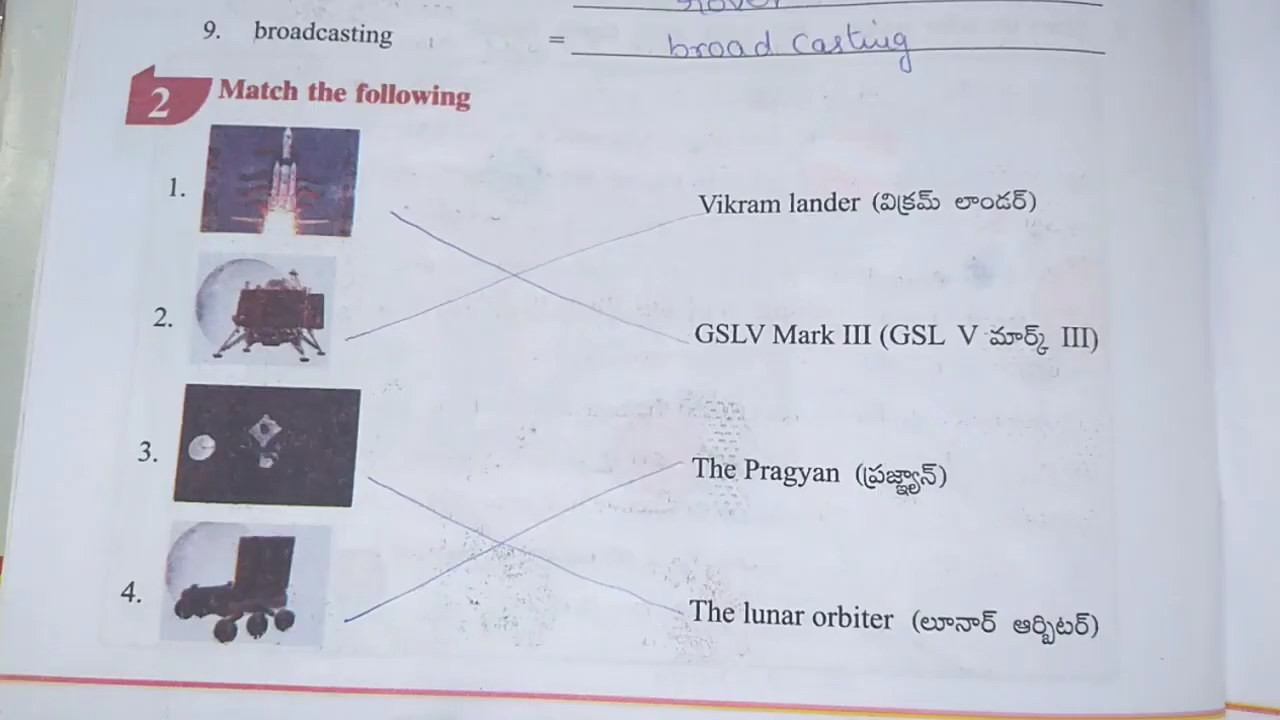 9. broadcasting = broad casting
2 Match the following
1. Vikram lander (విక్రమ్ లాండర్)
2. GSLV Mark III (GSL V మార్క్ III)
3. The Pragyan (ప్రజ్ఞ్యాన్)
4. The lunar orbiter (లూనార్ ఆర్బిటర్)